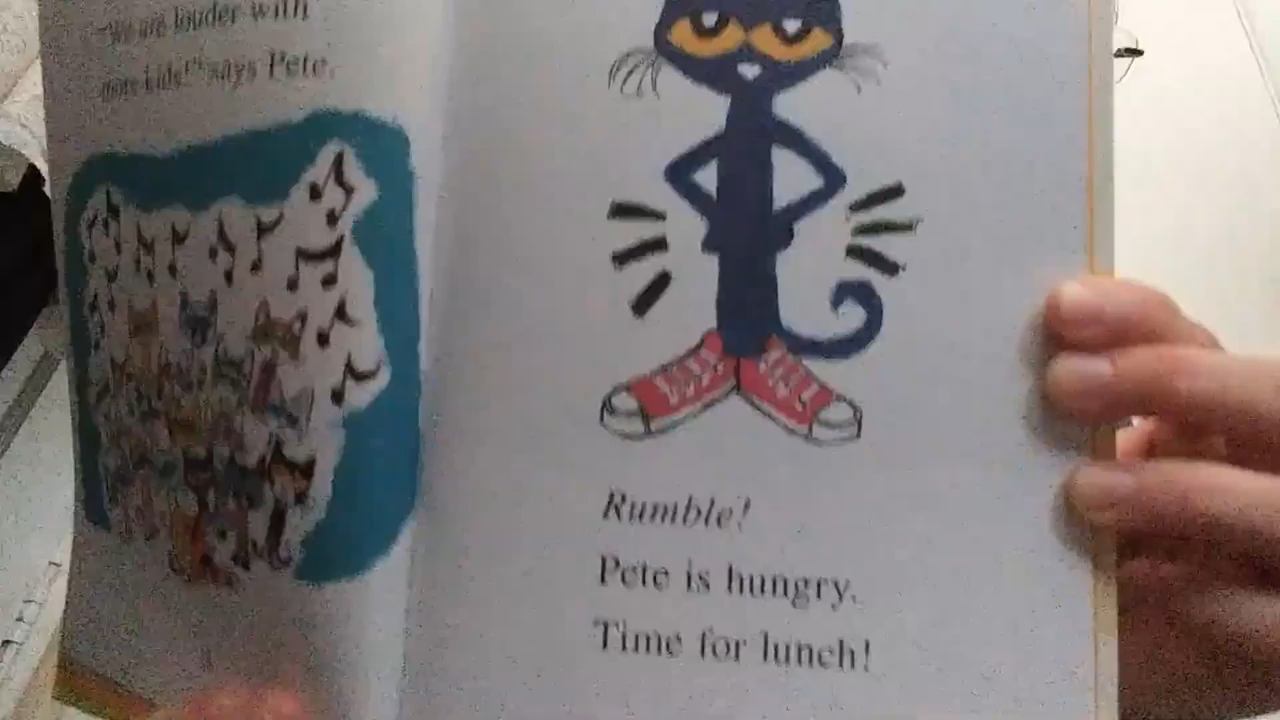 "We are louder with
more kids!" says Pete.
Rumble!
Pete is hungry.
Time for lunch!